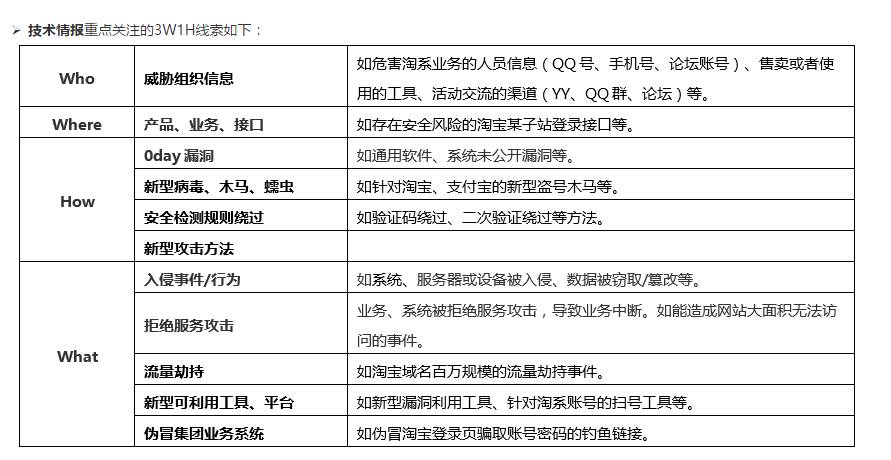 ➢ 技术情报重点关注的3W1H线索如下：
Who
威胁组织信息
如危害淘系业务的人员信息（QQ号、手机号、论坛账号）、售卖或者使
用的工具、活动交流的渠道（YY、QQ群、论坛）等。
Where
产品、业务、接口
如存在安全风险的淘宝某子站登录接口等。
How
0day漏洞
如通用软件、系统未公开漏洞等。
新型病毒、木马、蠕虫
如针对淘宝、支付宝的新型盗号木马等。
安全检测规则绕过
如验证码绕过、二次验证绕过等方法。
新型攻击方法
What
入侵事件/行为
如系统、服务器或设备被入侵、数据被窃取/篡改等。
拒绝服务攻击
业务、系统被拒绝服务攻击，导致业务中断。如能造成网站大面积无法访
问的事件。
流量劫持
如淘宝域名百万规模的流量劫持事件。
新型可利用工具、平台
如新型漏洞利用工具、针对淘系账号的扫号工具等。
伪冒集团业务系统
如伪冒淘宝登录页骗取账号密码的钓鱼链接。